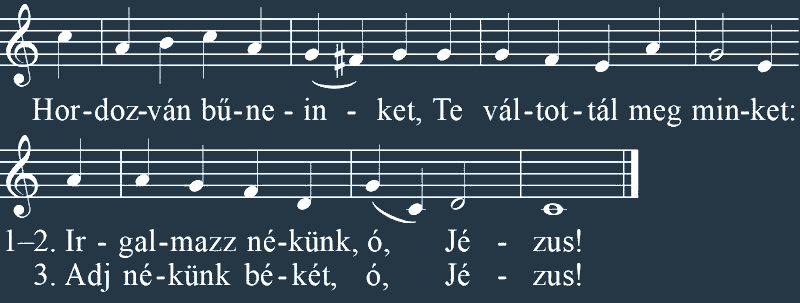 Hor-doz-ván bű-ne - in - ket, Te vál-tot-tál meg min-ket:
1–2. Ir - gal-mazz né-künk, ó, Jé - zus!
3. Adj né-künk bé-két, ó, Jé - zus!